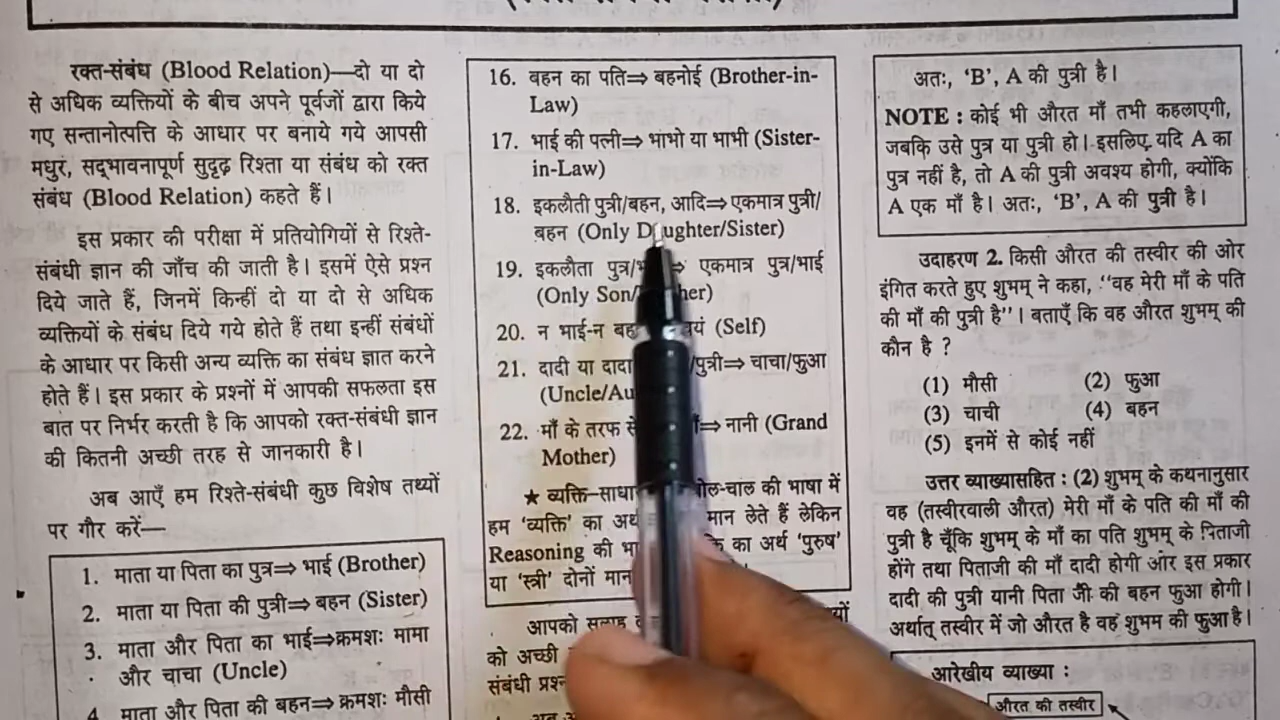 रक्त-संबंध (Blood Relation)—दो या दो
से अधिक व्यक्तियों के बीच अपने पूर्वजों द्वारा किये
गए सन्तानोत्पत्ति के आधार पर बनाये गये आपसी
मधुर, सद्भावनापूर्ण सुदृढ़ रिश्ता या संबंध को रक्त
संबंध (Blood Relation) कहते हैं।
इस प्रकार की परीक्षा में प्रतियोगियों से रिश्ते-
संबंधी ज्ञान की जाँच की जाती है। इसमें ऐसे प्रश्न
दिये जाते हैं, जिनमें किन्हीं दो या दो से अधिक
व्यक्तियों के संबंध दिये गये होते हैं तथा इन्हीं संबंधों
के आधार पर किसी अन्य व्यक्ति का संबंध ज्ञात करने
होते हैं। इस प्रकार के प्रश्नों में आपकी सफलता इस
बात पर निर्भर करती है कि आपको रक्त-संबंधी ज्ञान
की कितनी अच्छी तरह से जानकारी है।
अब आएँ हम रिश्ते-संबंधी कुछ विशेष तथ्यों
पर गौर करें—
1. माता या पिता का पुत्र⇒ भाई (Brother)
2. माता या पिता की पुत्री⇒ बहन (Sister)
3. माता और पिता का भाई⇒क्रमशः मामा
और चाचा (Uncle)
4. माता और पिता की बहन⇒ क्रमशः मौसी
16. बहन का पति⇒ बहनोई (Brother-in-
Law)
17. भाई की पत्नी⇒ भाभो या भाभी (Sister-
in-Law)
18. इकलौती पुत्री/बहन, आदि⇒ एकमात्र पुत्री/
बहन (Only Daughter/Sister)
19. इकलौता पुत्र/ ⇒ एकमात्र पुत्र/भाई
(Only Son/
20. न भाई-न (Self)
21. दादी या दादा /पुत्री⇒ चाचा/फुआ
(Uncle/
22. माँ के तरफ ⇒ नानी (Grand
Mother)
★ व्यक्ति–साधा की भाषा में
हम 'व्यक्ति' का मान लेते हैं लेकिन
Reasoning की का अर्थ 'पुरुष'
या 'स्त्री' दोनों मान
आपको
को अच्छी
संबंधी
अतः, 'B', A की पुत्री है।
NOTE : कोई भी औरत माँ तभी कहलाएगी,
जबकि उसे पुत्र या पुत्री हो। इसलिए यदि A का
पुत्र नहीं है, तो A की पुत्री अवश्य होगी, क्योंकि
A एक माँ है। अतः, 'B', A की पुत्री है।
उदाहरण 2. किसी औरत की तस्वीर की ओर
इंगित करते हुए शुभम् ने कहा, "वह मेरी माँ के पति
की माँ की पुत्री है"। बताएँ कि वह औरत शुभम् की
कौन है ?
(1) मौसी (2) फुआ
(3) चाची (4) बहन
(5) इनमें से कोई नहीं
उत्तर व्याख्यासहित : (2) शुभम् के कथनानुसार
वह (तस्वीरवाली औरत) मेरी माँ के पति की माँ की
पुत्री है चूँकि शुभम् के माँ का पति शुभम् के पिताजी
होंगे तथा पिताजी की माँ दादी होगी और इस प्रकार
दादी की पुत्री यानी पिता जी की बहन फुआ होगी।
अर्थात् तस्वीर में जो औरत है वह शुभम की फुआ है।
आरेखीय व्याख्या :
औरत की तस्वीर